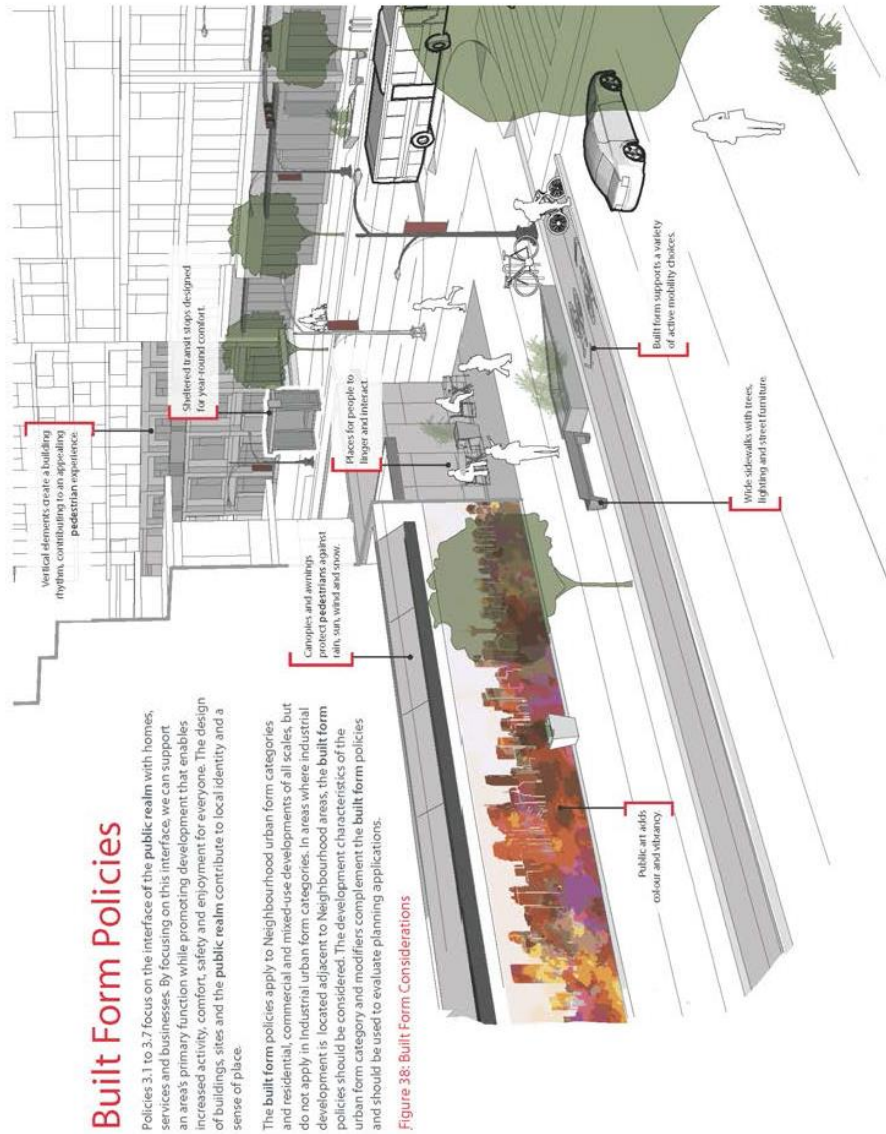 Built Form Policies
Policies 3.1 to 3.7 focus on the interface of the public realm with homes,
services and businesses. By focusing on this interface, we can support
an area's primary function while promoting development that enables
increased activity, comfort, safety and enjoyment for everyone. The design
of buildings, sites and the public realm contribute to local identity and a
sense of place.
The built form policies apply to Neighbourhood urban form categories
and residential, commercial and mixed-use developments of all scales, but
do not apply in Industrial urban form categories. In areas where industrial
development is located adjacent to Neighbourhood areas, the built form
policies should be considered. The development characteristics of the
urban form category and modifiers complement the built form policies
and should be used to evaluate planning applications.
Figure 38: Built Form Considerations
Vertical elements create a building
rhythm, contributing to an appealing
pedestrian experience.
Sheltered transit stops designed
for year-round comfort.
Canopies and awnings
protect pedestrians against
rain, sun, wind and snow.
Places for people to
linger and interact.
Public art adds
colour and vibrancy.
Built form supports a variety
of active mobility choices.
Wide sidewalks with trees,
lighting and street furniture.